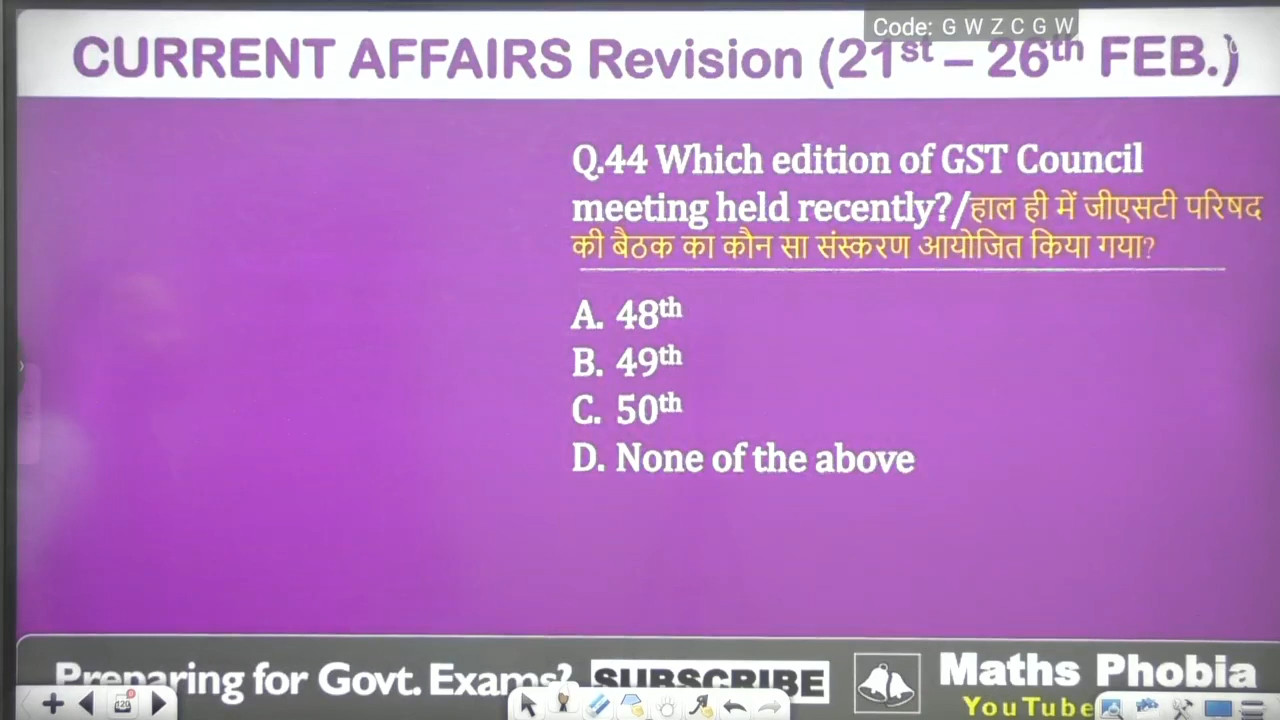 Code: G W Z C G W
CURRENT AFFAIRS Revision (21st – 26th FEB.)
Q.44 Which edition of GST Council
meeting held recently?/हाल ही में जीएसटी परिषद
की बैठक का कौन सा संस्करण आयोजित किया गया?
A. 48th
B. 49th
C. 50th
D. None of the above
Preparing for Govt. Exams? SUBSCRIBE
Maths Phobia
YouTube
120